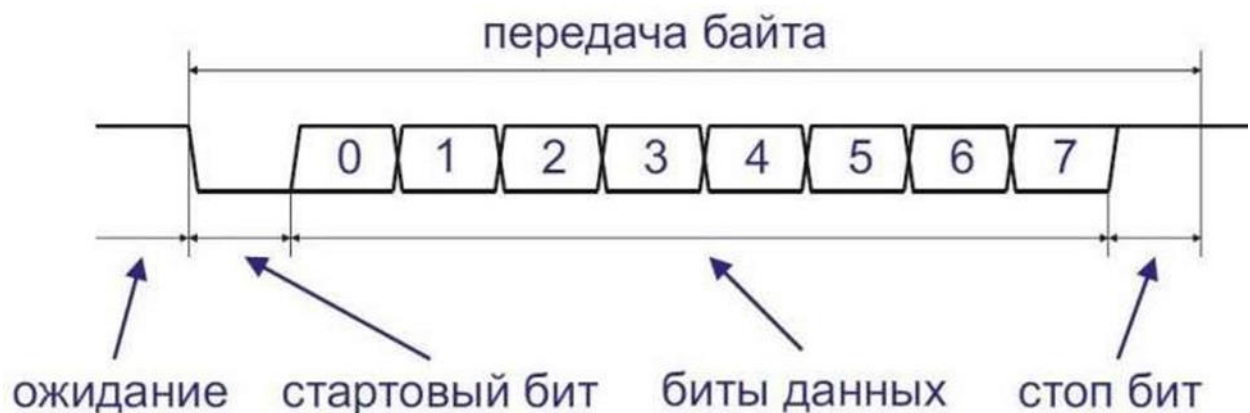 передача байта
0 1 2 3 4 5 6 7
ожидание стартовый бит биты данных стоп бит